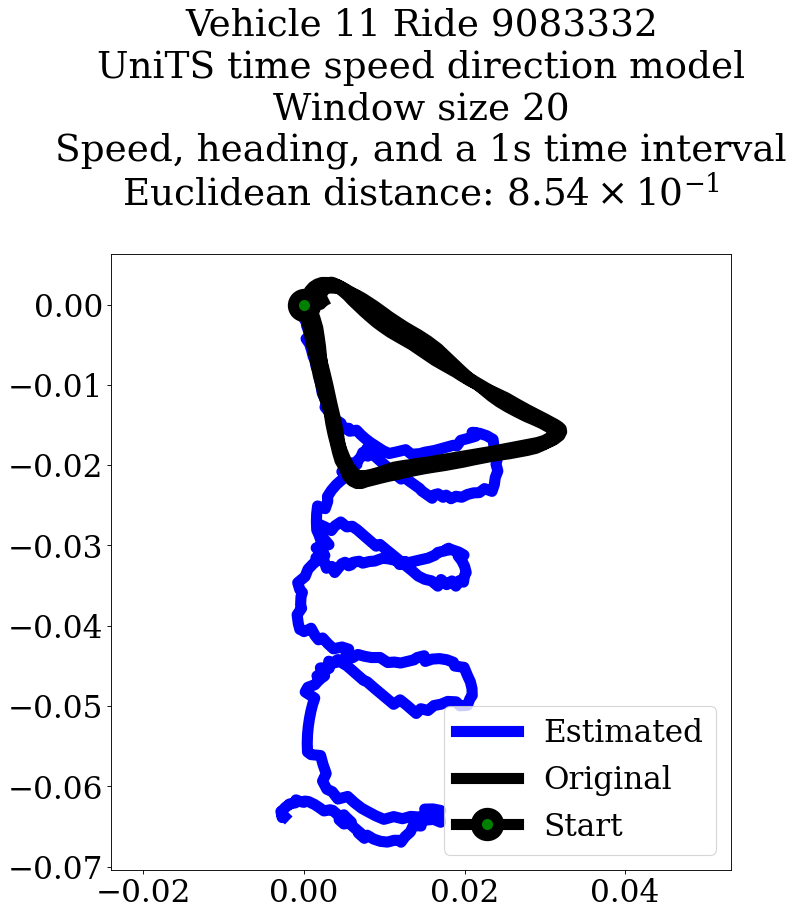 Vehicle 11 Ride 9083332
UniTS time speed direction model
Window size 20
Speed, heading, and a 1s time interval
Euclidean distance: 8.54 × 10⁻¹
0.00
−0.01
−0.02
−0.03
−0.04
−0.05
−0.06
−0.07
Estimated
Original
Start
−0.02
0.00
0.02
0.04